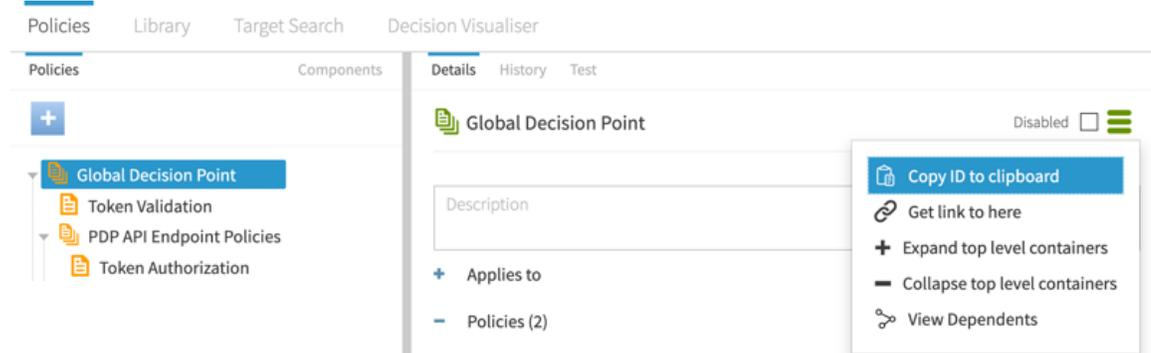 Policies Library Target Search Decision Visualiser
Policies Components
Details History Test
Global Decision Point
Token Validation
PDP API Endpoint Policies
Token Authorization
Global Decision Point Disabled
Description
Applies to
Policies (2)
Copy ID to clipboard
Get link to here
Expand top level containers
Collapse top level containers
View Dependents